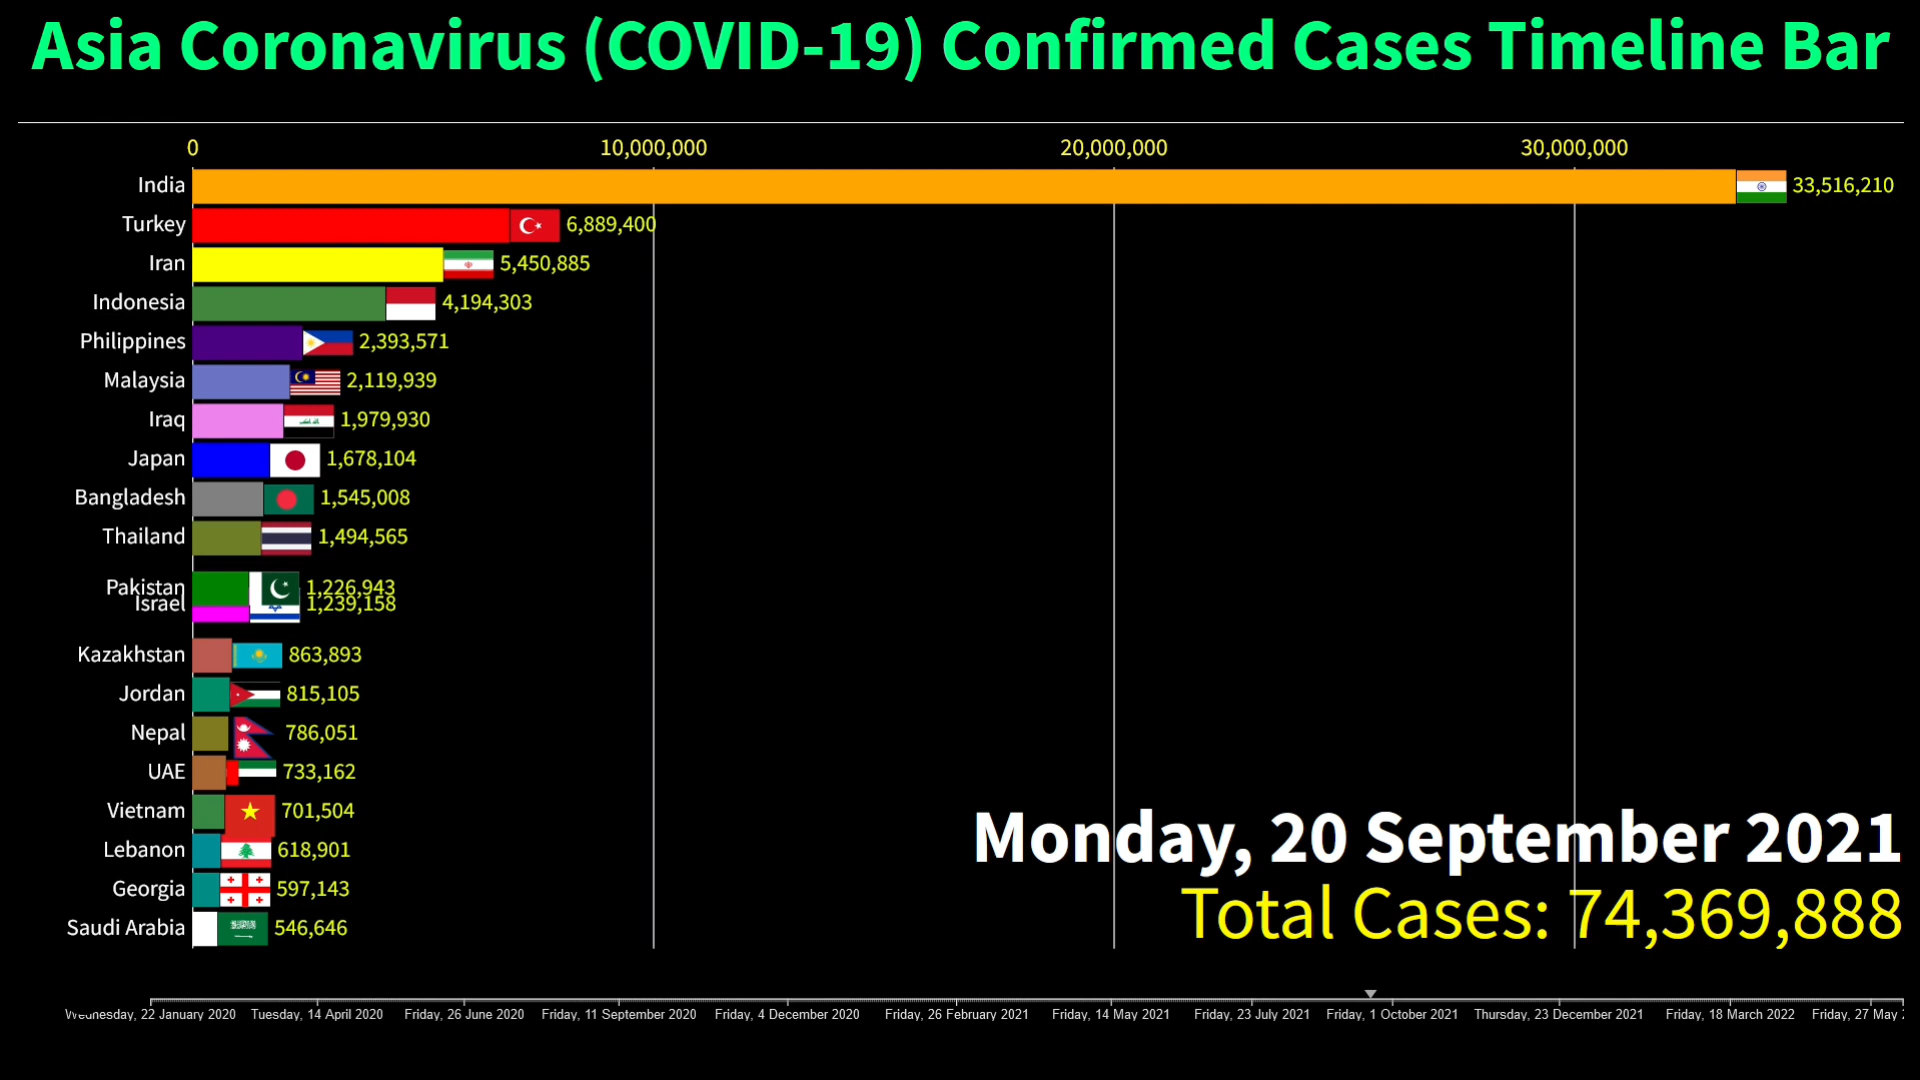 Asia Coronavirus (COVID-19) Confirmed Cases Timeline Bar
0 10,000,000 20,000,000 30,000,000
India 33,516,210
Turkey 6,889,400
Iran 5,450,885
Indonesia 4,194,303
Philippines 2,393,571
Malaysia 2,119,939
Iraq 1,979,930
Japan 1,678,104
Bangladesh 1,545,008
Thailand 1,494,565
Pakistan 1,226,943
Israel 1,239,158
Kazakhstan 863,893
Jordan 815,105
Nepal 786,051
UAE 733,162
Vietnam 701,504
Lebanon 618,901
Georgia 597,143
Saudi Arabia 546,646
Monday, 20 September 2021
Total Cases: 74,369,888
Wednesday, 22 January 2020 Tuesday, 14 April 2020 Friday, 26 June 2020 Friday, 11 September 2020 Friday, 4 December 2020 Friday, 26 February 2021 Friday, 14 May 2021 Friday, 23 July 2021 Friday, 1 October 2021 Thursday, 23 December 2021 Friday, 18 March 2022 Friday, 27 May